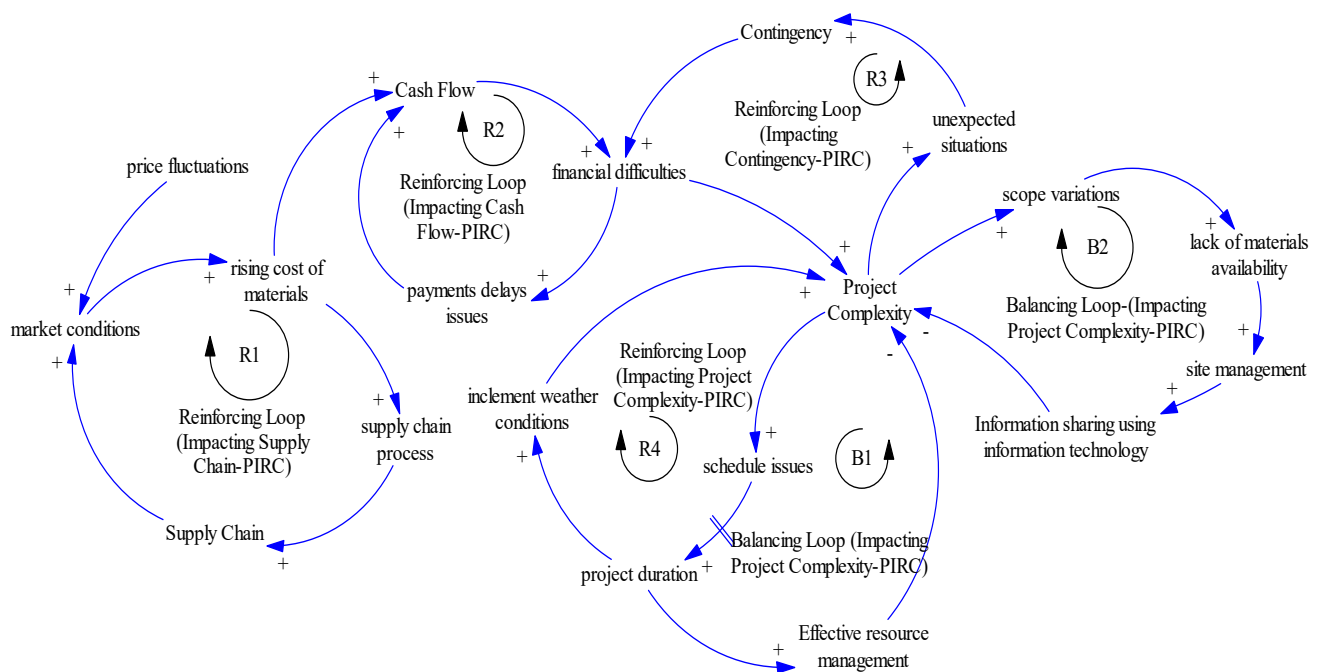 Contingency
+
R3
Reinforcing Loop
(Impacting
Contingency-PIRC)
unexpected
situations
+
+
Cash Flow
+
R2
Reinforcing Loop
(Impacting Cash
Flow-PIRC)
+
+
financial difficulties
price fluctuations
+
market conditions
+
+
rising cost of
materials
R1
Reinforcing Loop
(Impacting Supply
Chain-PIRC)
+
supply chain
process
Supply Chain
+
+
payments delays
issues
+
+
Project
Complexity
-
-
scope variations
+
B2
Balancing Loop-(Impacting
Project Complexity-PIRC)
+
lack of materials
availability
+
site management
+
Information sharing using
information technology
Reinforcing Loop
(Impacting Project
Complexity-PIRC)
R4
inclement weather
conditions
+
+
schedule issues
B1
Balancing Loop (Impacting
Project Complexity-PIRC)
project duration
+
+
Effective resource
management